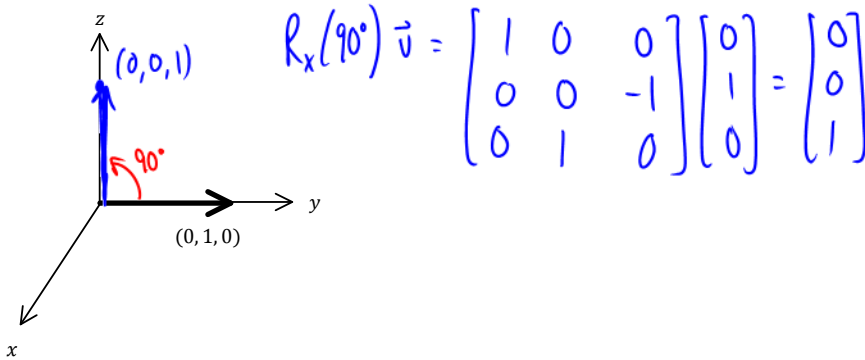 z
(0,0,1)
90°
y
(0, 1, 0)
x
Rₓ(90°) v⃗ = [1 0 0; 0 0 -1; 0 1 0] [0; 1; 0] = [0; 0; 1]